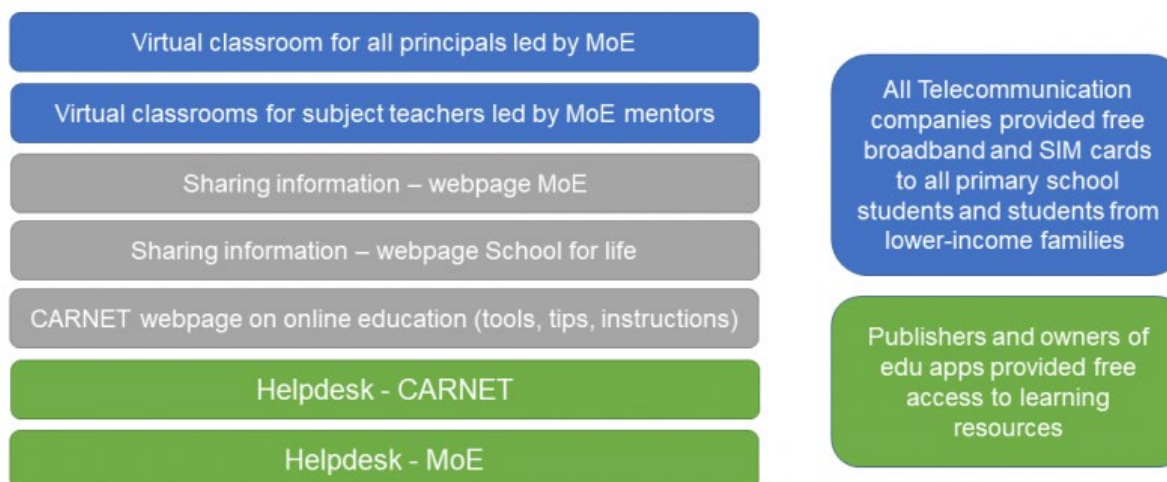 Virtual classroom for all principals led by MoE
Virtual classrooms for subject teachers led by MoE mentors
Sharing information – webpage MoE
Sharing information – webpage School for life
CARNET webpage on online education (tools, tips, instructions)
Helpdesk - CARNET
Helpdesk - MoE
All Telecommunication
companies provided free
broadband and SIM cards
to all primary school
students and students from
lower-income families
Publishers and owners of
edu apps provided free
access to learning
resources